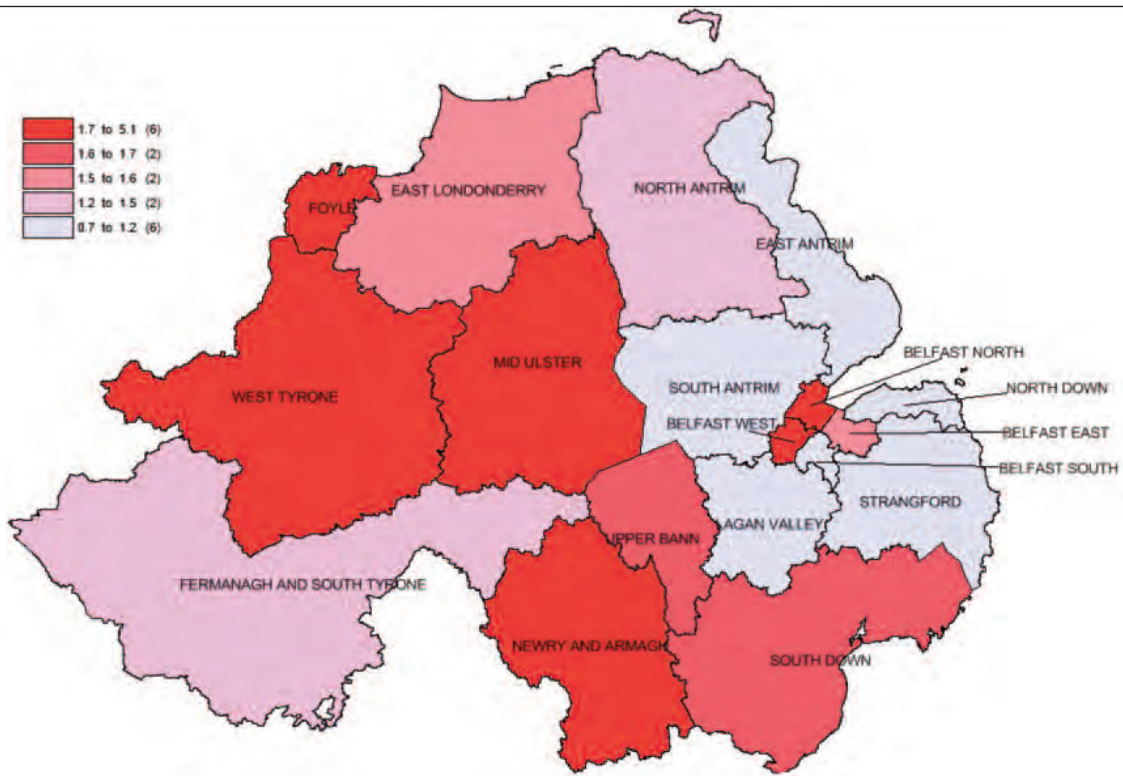 1.7 to 5.1 (6)
1.6 to 1.7 (2)
1.5 to 1.6 (2)
1.2 to 1.5 (2)
0.7 to 1.2 (6)
EAST LONDONDERRY
NORTH ANTRIM
FOYLE
EAST ANTRIM
BELFAST NORTH
MID ULSTER
SOUTH ANTRIM
NORTH DOWN
WEST TYRONE
BELFAST WEST
BELFAST EAST
BELFAST SOUTH
STRANGFORD
LAGAN VALLEY
UPPER BANN
FERMANAGH AND SOUTH TYRONE
NEWRY AND ARMAGH
SOUTH DOWN